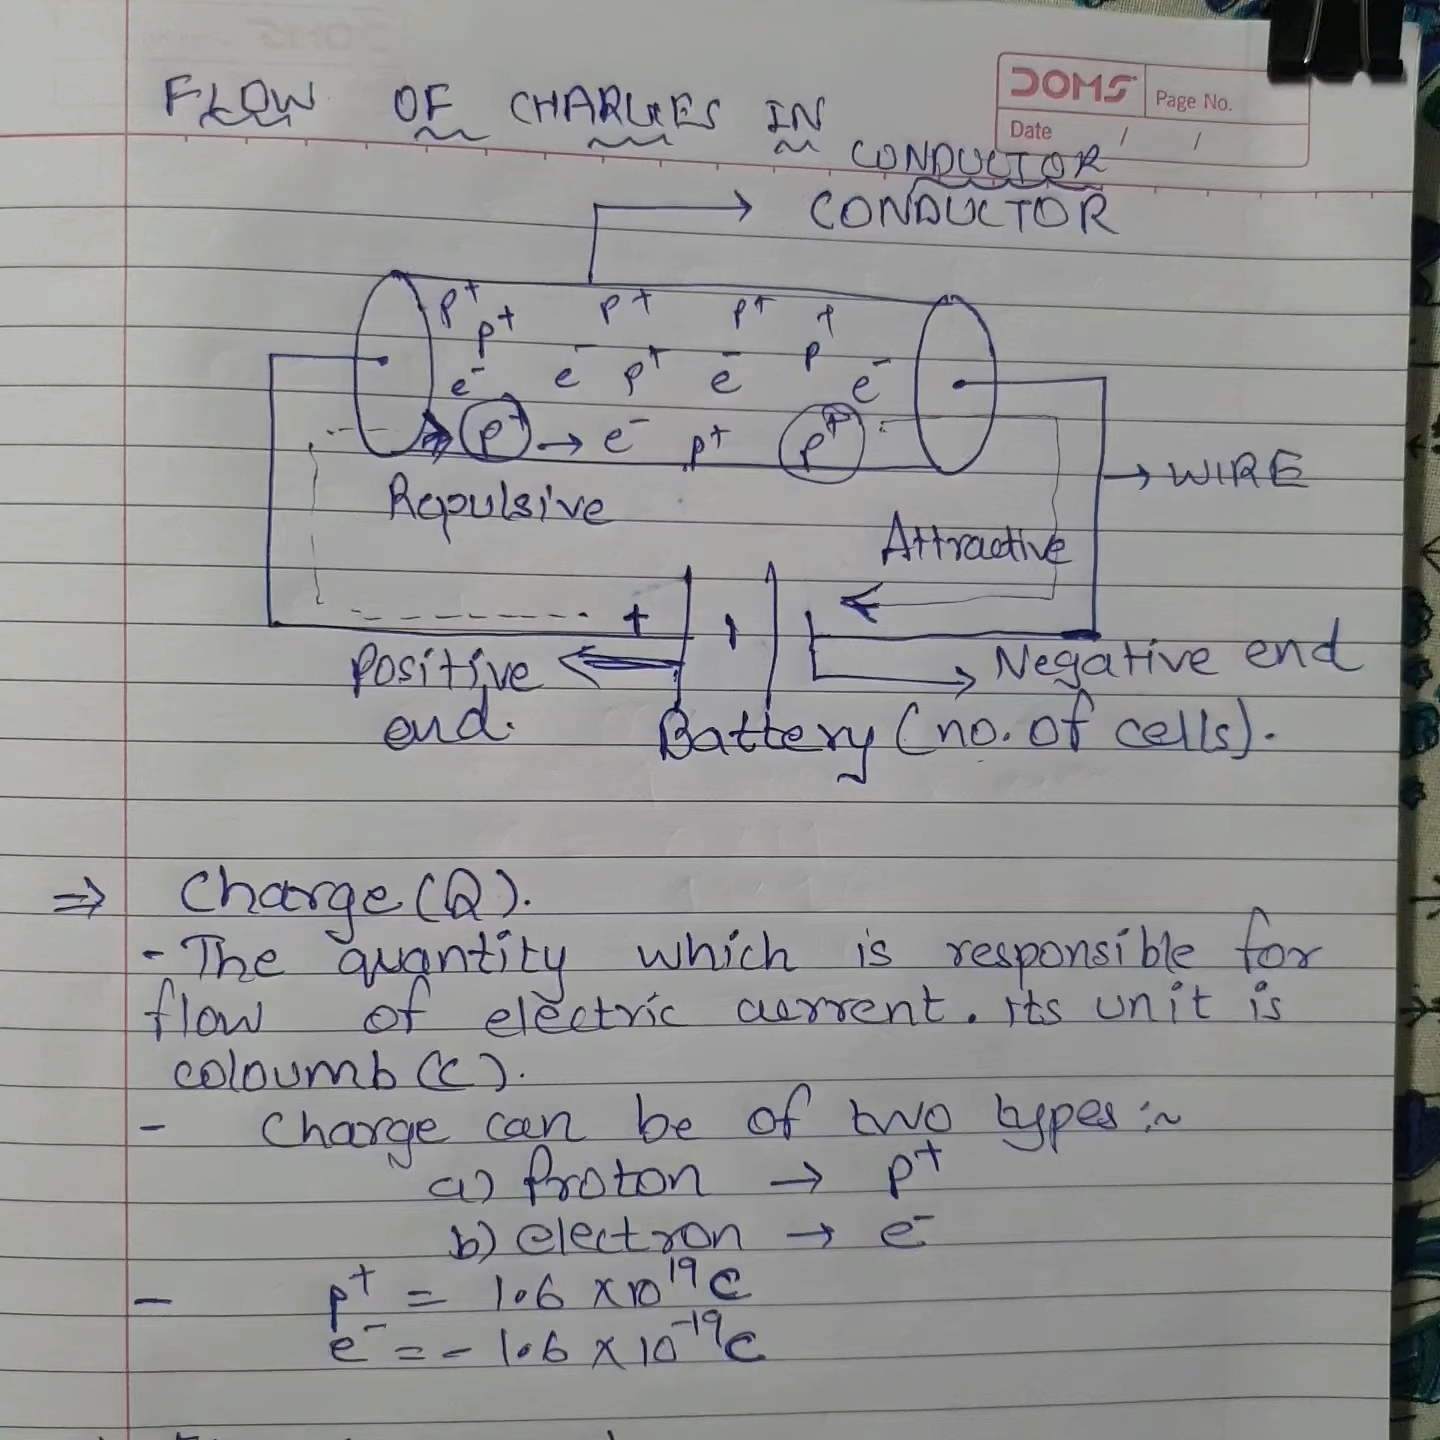 FLOW OF CHARGES IN
CONDUCTOR
DOMS
Page No.
Date / /
CONDUCTOR
p+ p+ p+ p+ p+
e- e- p+ e- e-
p+ → e- p+ p+
Repulsive
→ WIRE
Attractive
+
Positive
end.
Negative end
Battery (no. of cells).
⇒ Charge (Q).
- The quantity which is responsible for
flow of electric current. its unit is
coloumb (C).
- Charge can be of two types :~
a) Proton → p+
b) electron → e-
- p+ = 1.6 × 10^19 C
e- = - 1.6 × 10^-19 C